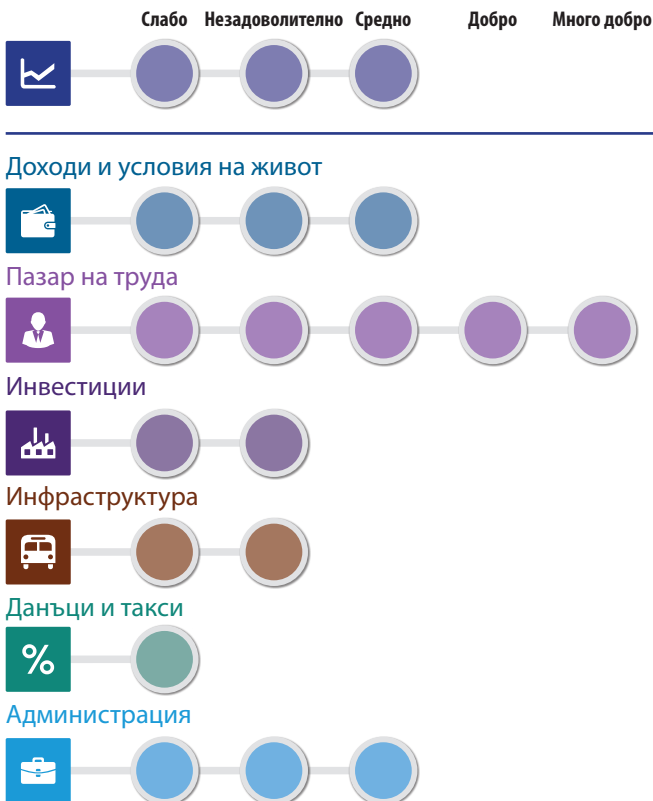 Слабо Незадоволително Средно Добро Много добро
Доходи и условия на живот
Пазар на труда
Инвестиции
Инфраструктура
Данъци и такси
%
Администрация